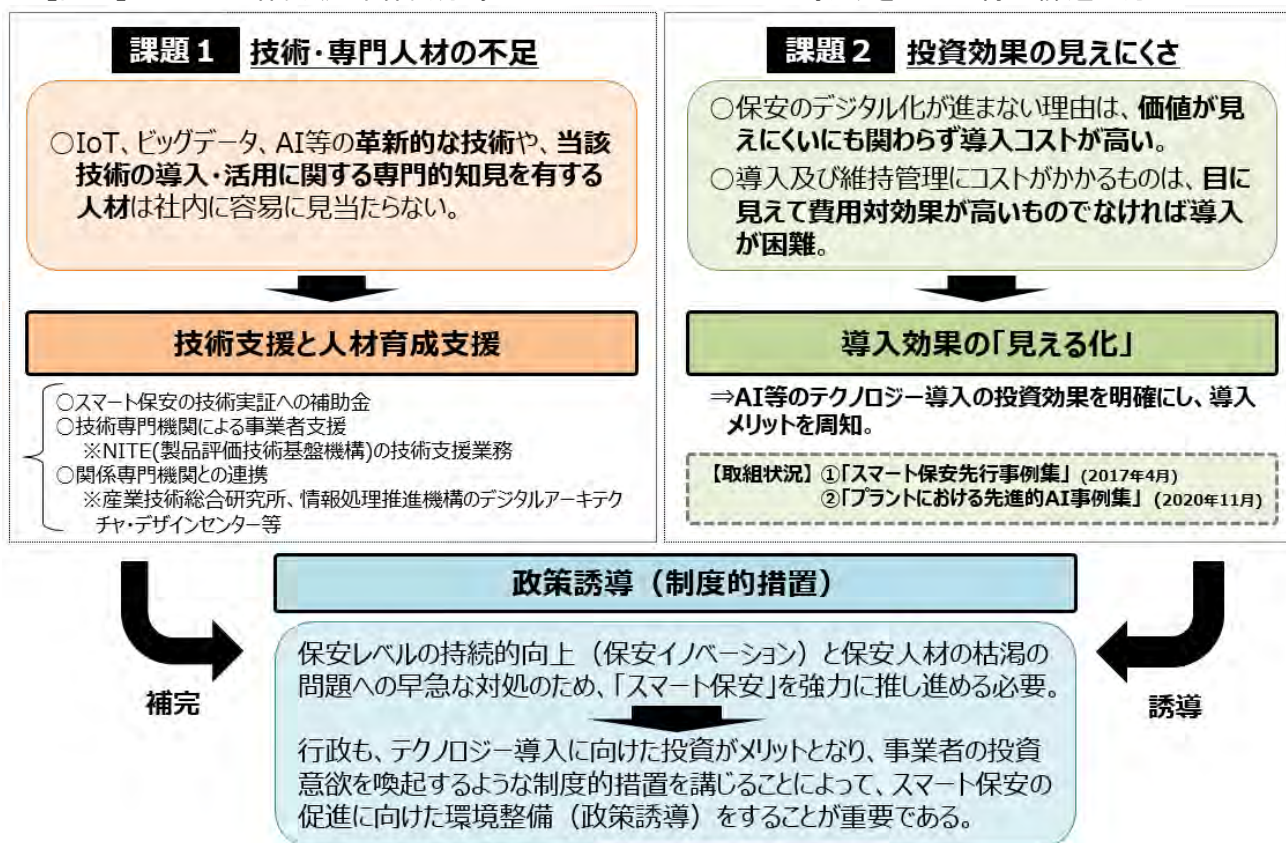 課題1 技術・専門人材の不足
○IoT、ビッグデータ、AI等の革新的な技術や、当該
技術の導入・活用に関する専門的知見を有する
人材は社内に容易に見当たらない。
技術支援と人材育成支援
○スマート保安の技術実証への補助金
○技術専門機関による事業者支援
※NITE(製品評価技術基盤機構)の技術支援業務
○関係専門機関との連携
※産業技術総合研究所、情報処理推進機構のデジタルアーキテク
チャ・デザインセンター等
課題2 投資効果の見えにくさ
○保安のデジタル化が進まない理由は、価値が見
えにくいにも関わらず導入コストが高い。
○導入及び維持管理にコストがかかるものは、目に
見えて費用対効果が高いものでなければ導入
が困難。
導入効果の「見える化」
⇒AI等のテクノロジー導入の投資効果を明確にし、導入
メリットを周知。
【取組状況】①「スマート保安先行事例集」(2017年4月)
②「プラントにおける先進的AI事例集」(2020年11月)
政策誘導（制度的措置）
補完
保安レベルの持続的向上（保安イノベーション）と保安人材の枯渇の
問題への早急な対処のため、「スマート保安」を強力に推し進める必要。
行政も、テクノロジー導入に向けた投資がメリットとなり、事業者の投資
意欲を喚起するような制度的措置を講じることによって、スマート保安の
促進に向けた環境整備（政策誘導）をすることが重要である。
誘導